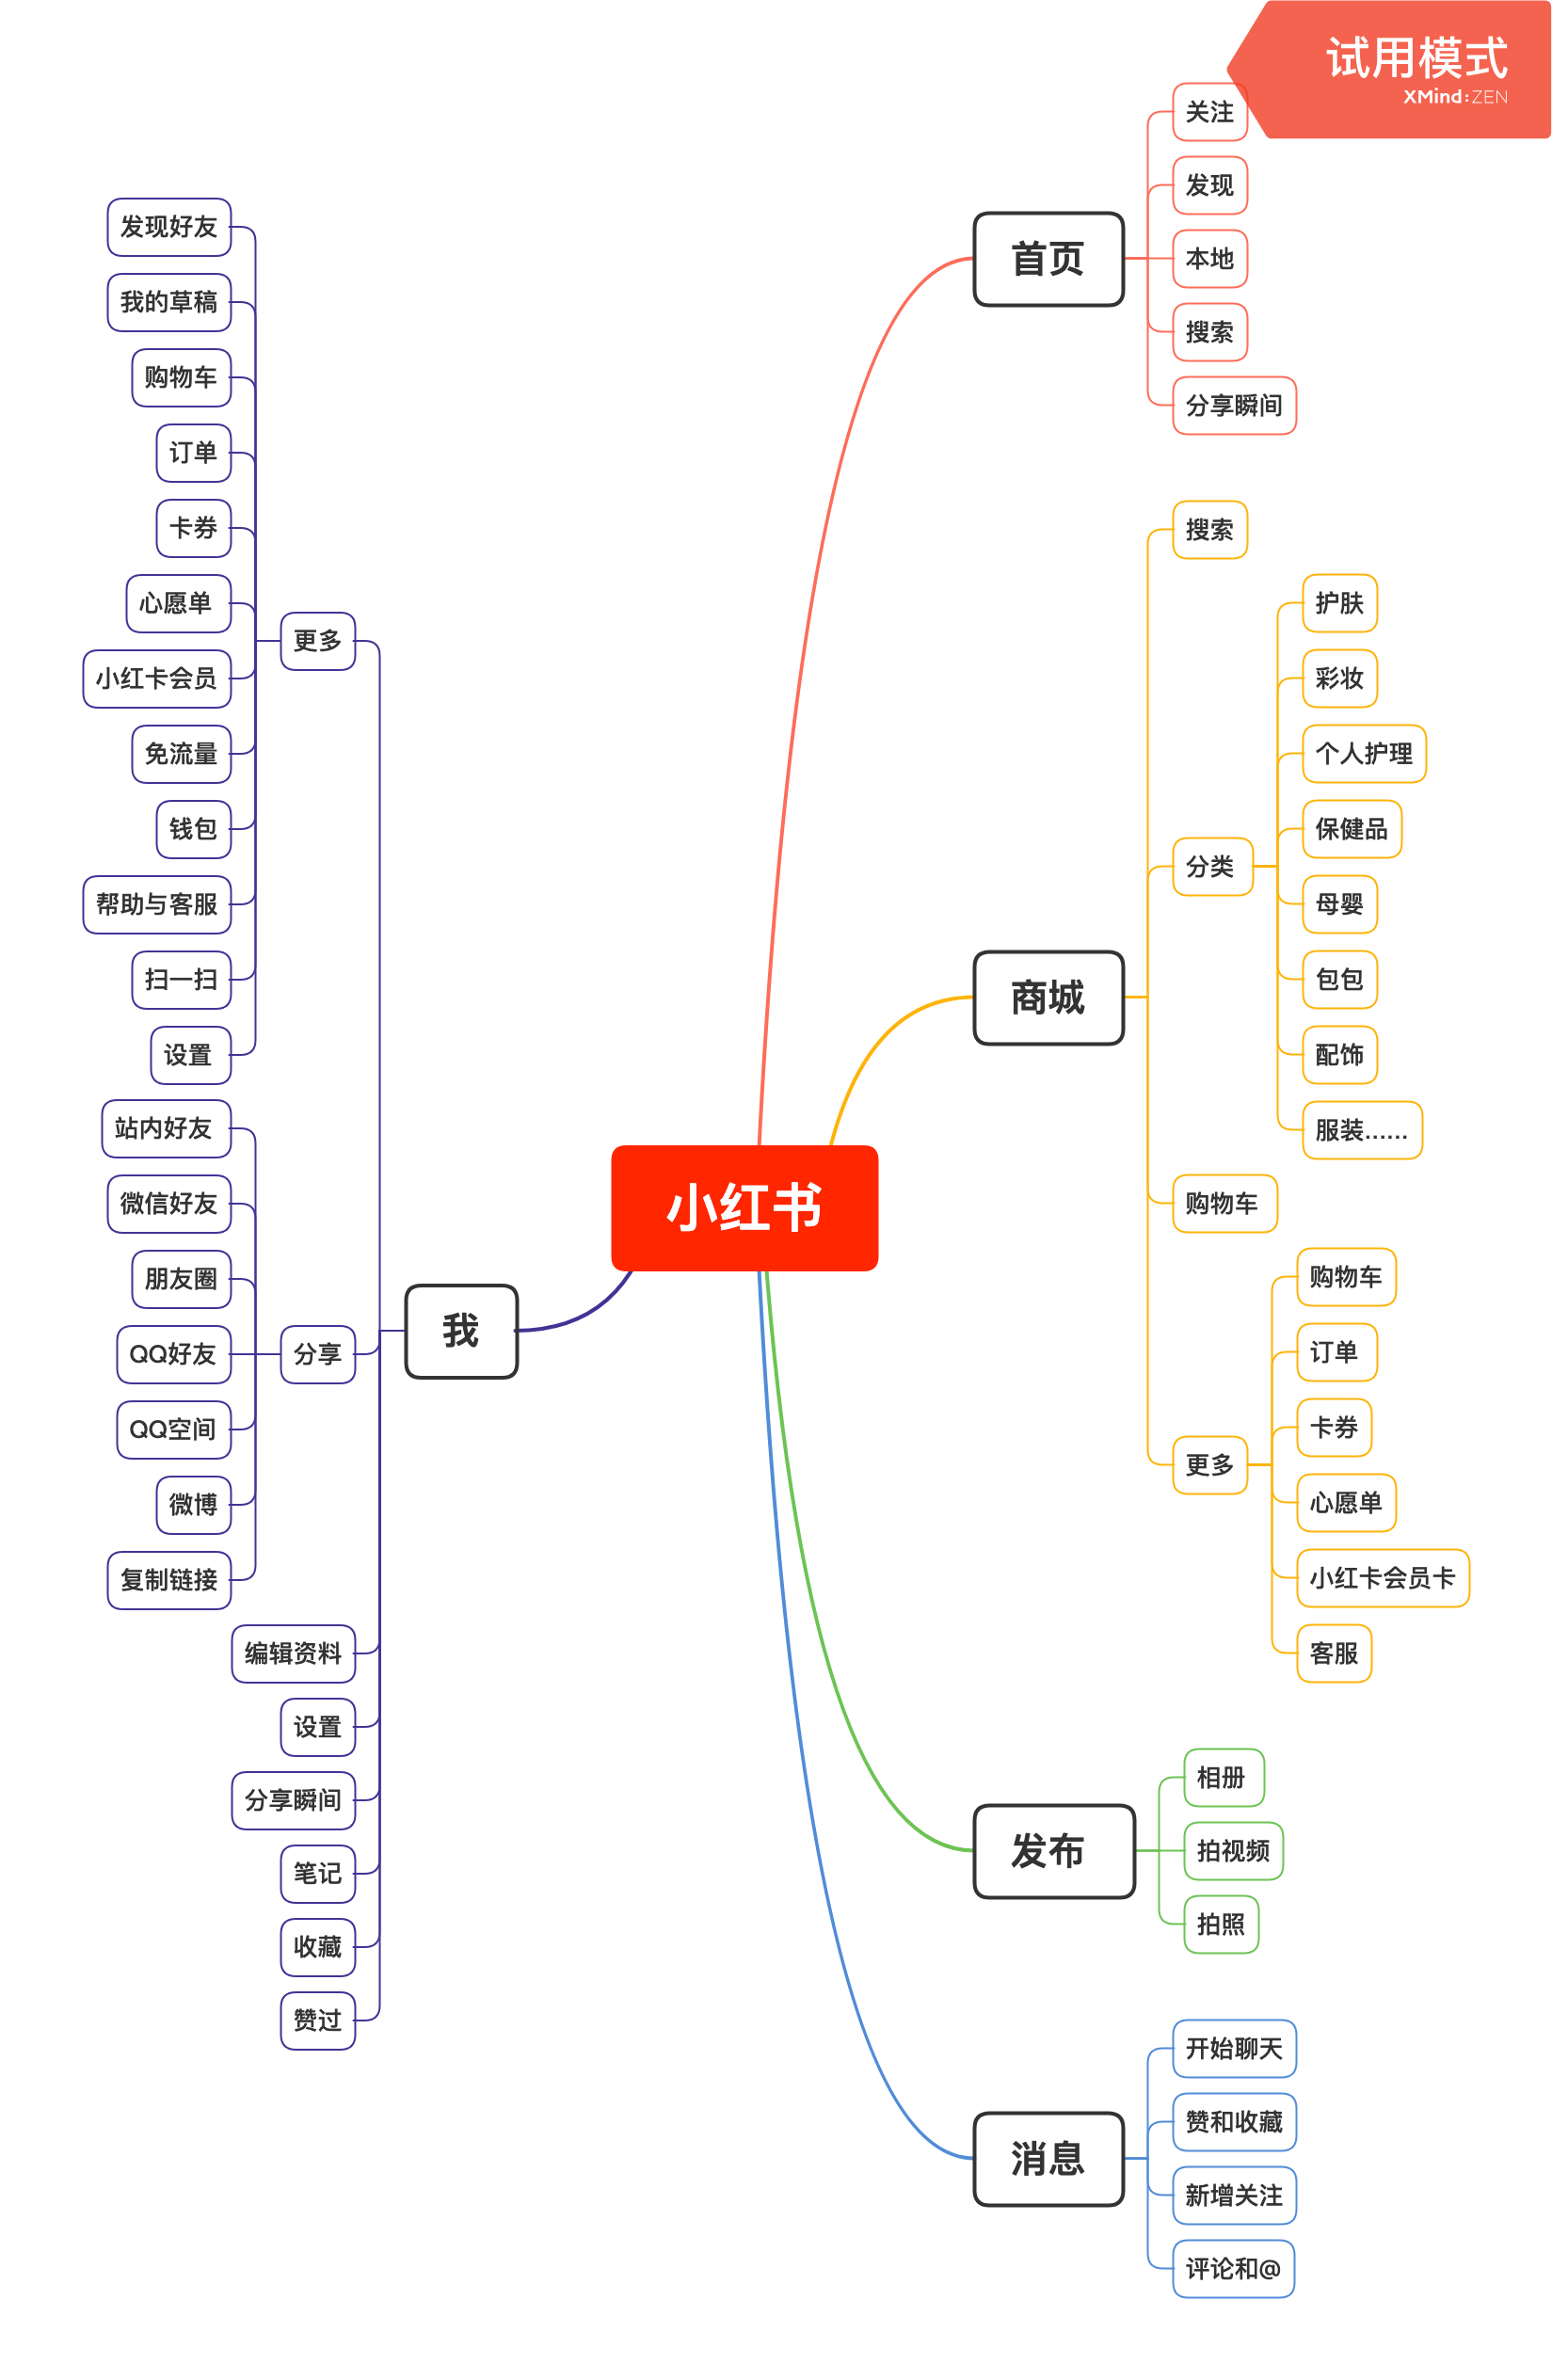 试用模式
XMind:ZEN
小红书
首页
关注
发现
本地
搜索
分享瞬间
商城
搜索
分类
护肤
彩妆
个人护理
保健品
母婴
包包
配饰
服装......
购物车
更多
购物车
订单
卡券
心愿单
小红卡会员卡
客服
发布
相册
拍视频
拍照
消息
开始聊天
赞和收藏
新增关注
评论和@
我
更多
发现好友
我的草稿
购物车
订单
卡券
心愿单
小红卡会员
免流量
钱包
帮助与客服
扫一扫
设置
分享
站内好友
微信好友
朋友圈
QQ好友
QQ空间
微博
复制链接
编辑资料
设置
分享瞬间
笔记
收藏
赞过